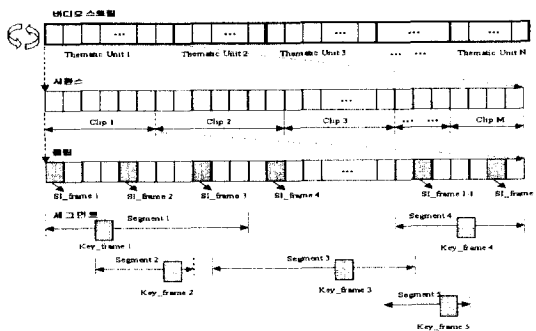 비디오 스트림
...
...
...
... ...
...
Thematic Unit 1
Thematic Unit 2
Thematic Unit 3
... ...
Thematic Unit N
시퀀스
...
Clip 1
Clip 2
Clip 3
... ...
Clip M
클립
...
SI_frame 1
SI_frame 2
SI_frame 3
SI_frame 4
SI_frame
세그먼트
Segment 1
Segment 4
Key_frame 1
Key_frame 4
Segment 2
Segment 3
Key_frame 2
Key_frame 3
Segment 5
Key_frame 5